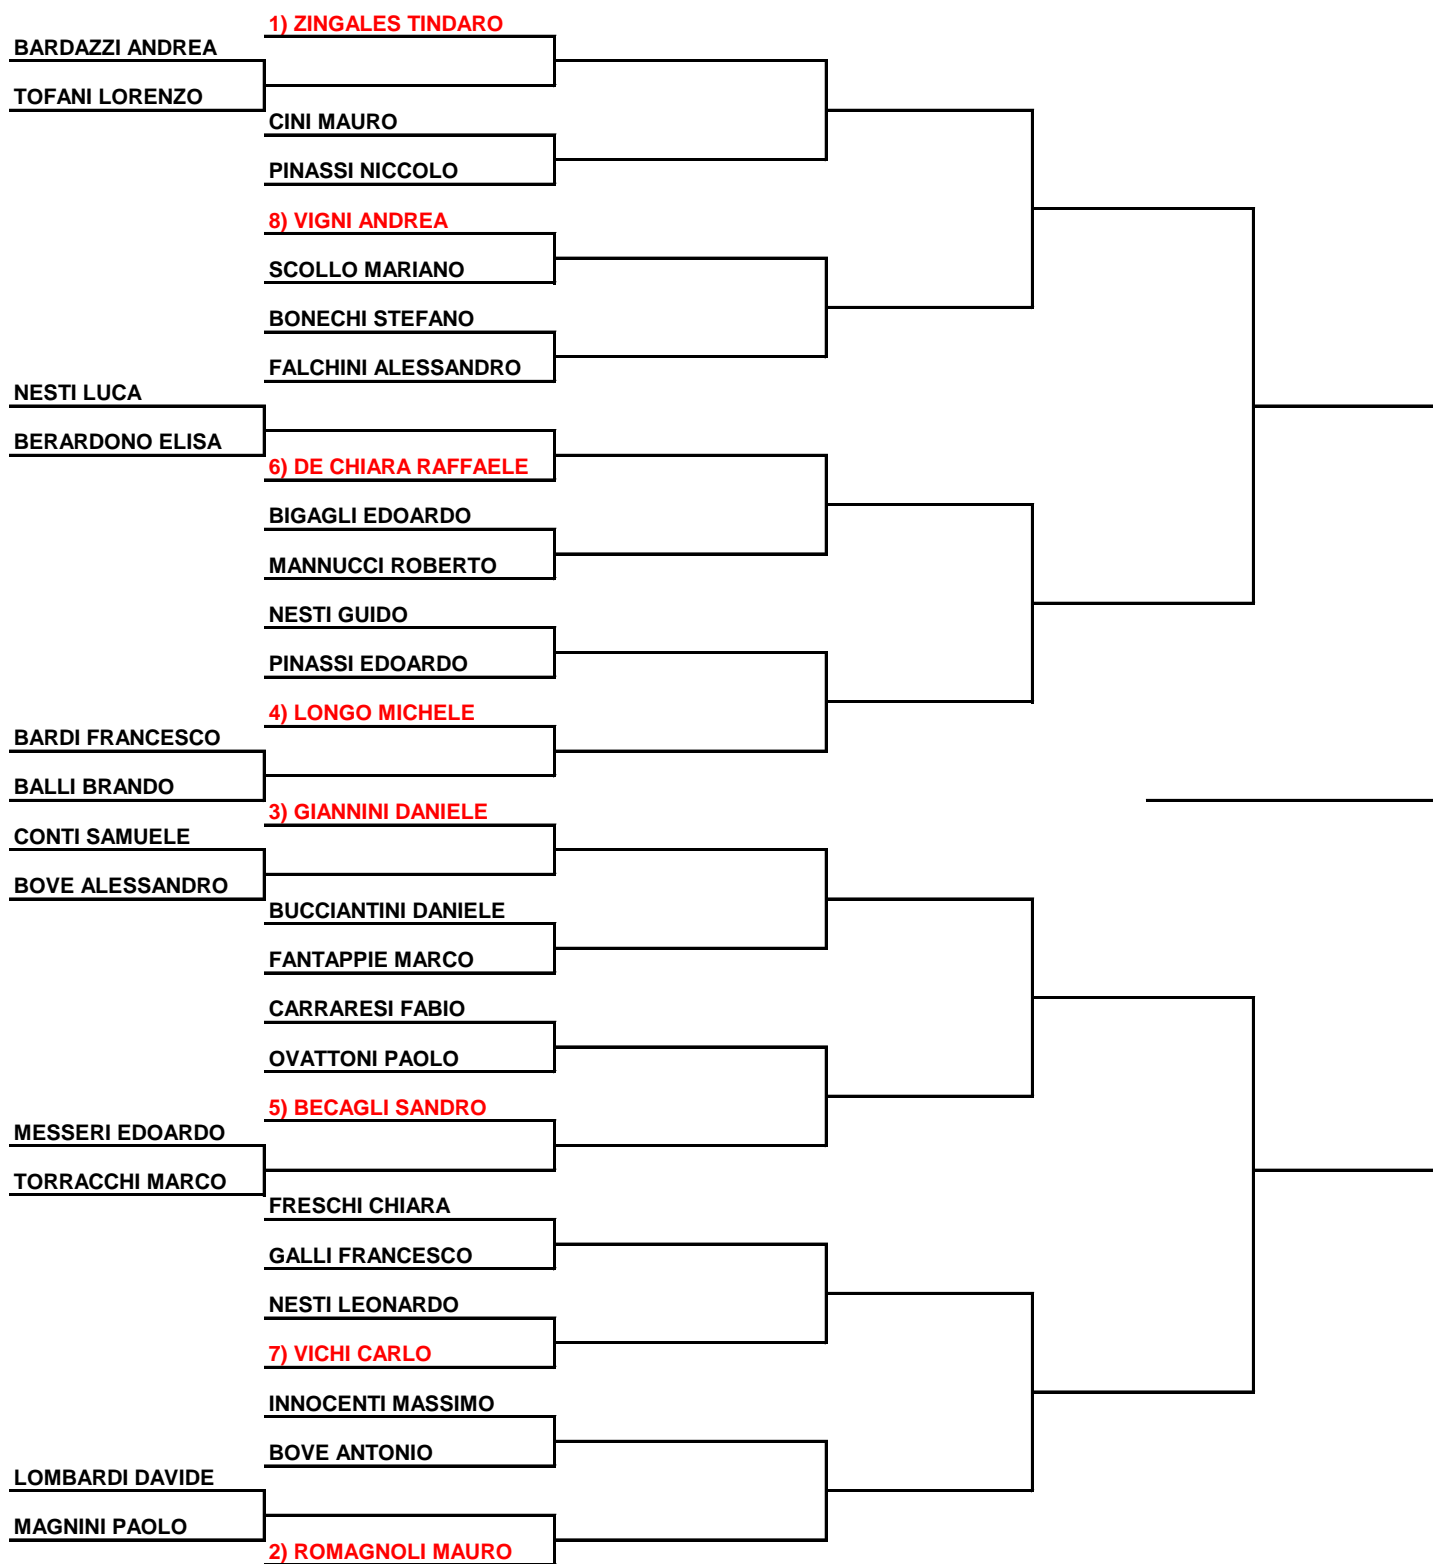 1) ZINGALES TINDARO
BARDAZZI ANDREA
TOFANI LORENZO
CINI MAURO
PINASSI NICCOLO
8) VIGNI ANDREA
SCOLLO MARIANO
BONECHI STEFANO
FALCHINI ALESSANDRO
NESTI LUCA
BERARDONO ELISA
6) DE CHIARA RAFFAELE
BIGAGLI EDOARDO
MANNUCCI ROBERTO
NESTI GUIDO
PINASSI EDOARDO
4) LONGO MICHELE
BARDI FRANCESCO
BALLI BRANDO
3) GIANNINI DANIELE
CONTI SAMUELE
BOVE ALESSANDRO
BUCCIANTINI DANIELE
FANTAPPIE MARCO
CARRARESI FABIO
OVATTONI PAOLO
5) BECAGLI SANDRO
MESSERI EDOARDO
TORRACCHI MARCO
FRESCHI CHIARA
GALLI FRANCESCO
NESTI LEONARDO
7) VICHI CARLO
INNOCENTI MASSIMO
BOVE ANTONIO
LOMBARDI DAVIDE
MAGNINI PAOLO
2) ROMAGNOLI MAURO